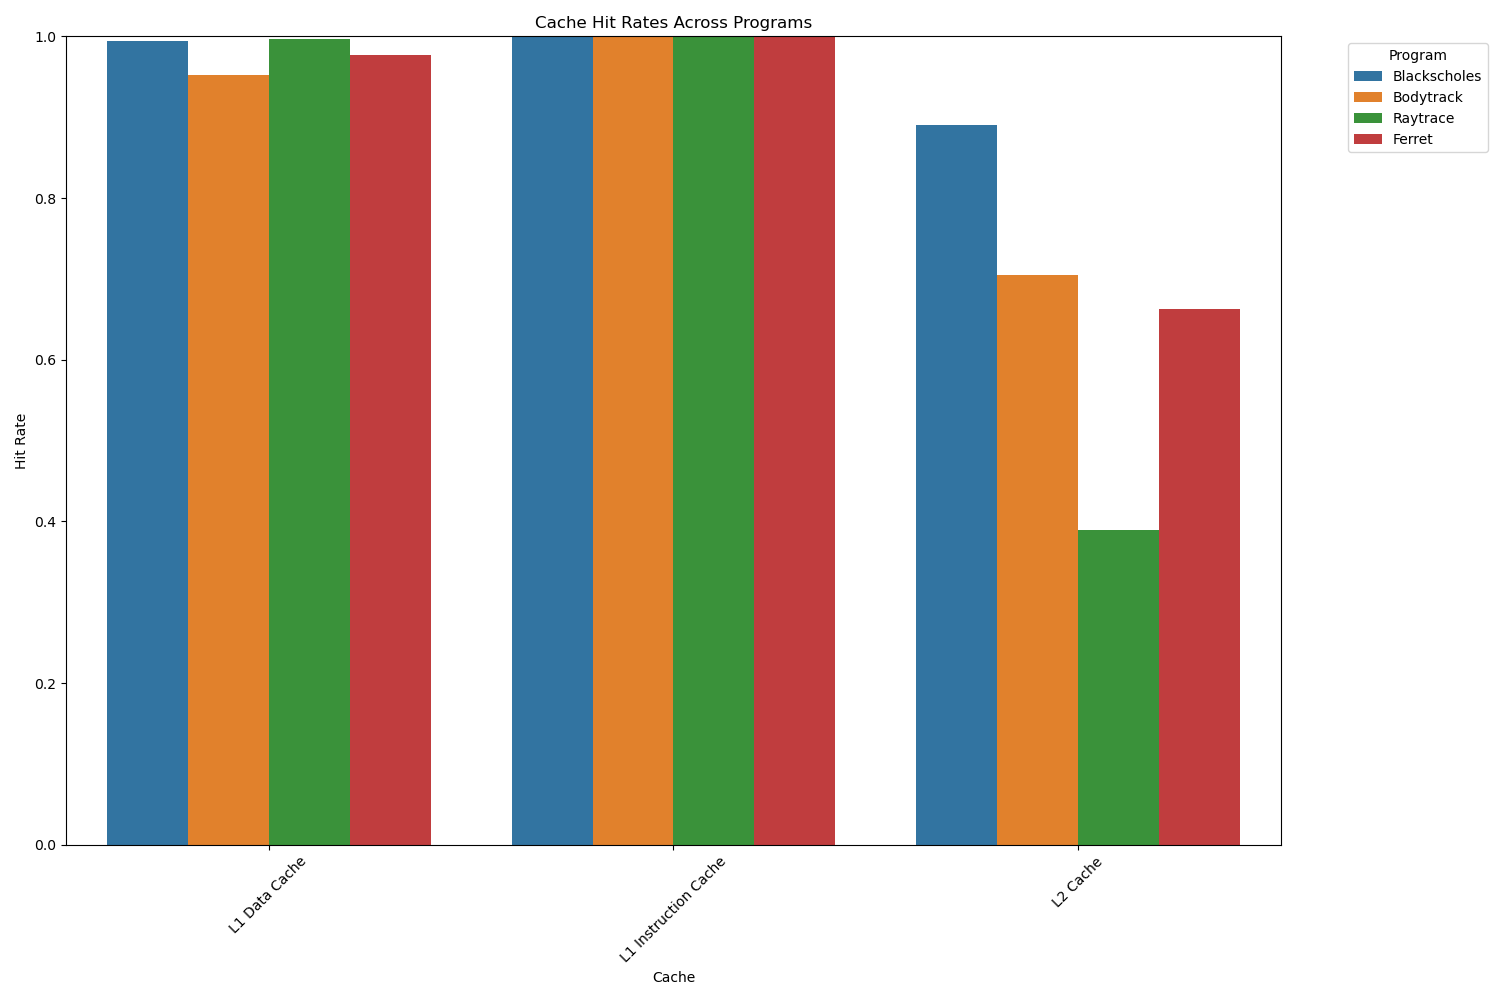 Cache Hit Rates Across Programs
1.0
0.8
0.6
0.4
0.2
0.0
Hit Rate
L1 Data Cache
L1 Instruction Cache
L2 Cache
Cache
Program
Blackscholes
Bodytrack
Raytrace
Ferret